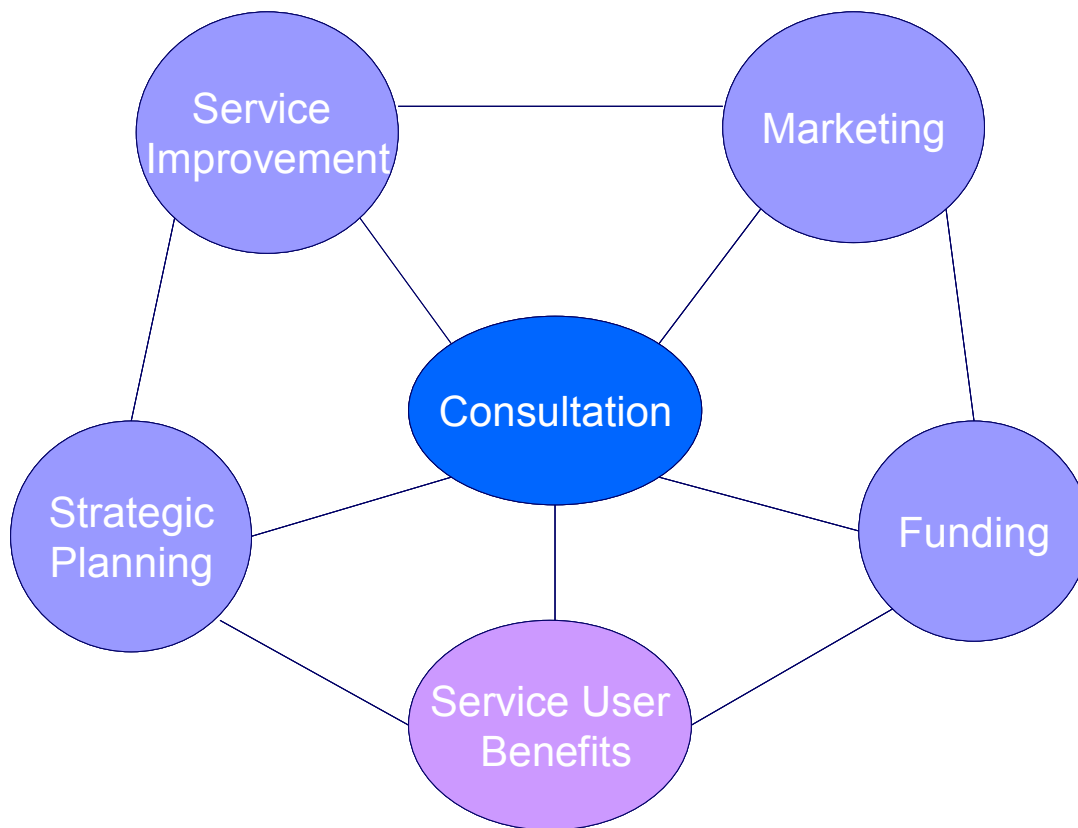 Service
Improvement
Marketing
Consultation
Strategic
Planning
Funding
Service User
Benefits